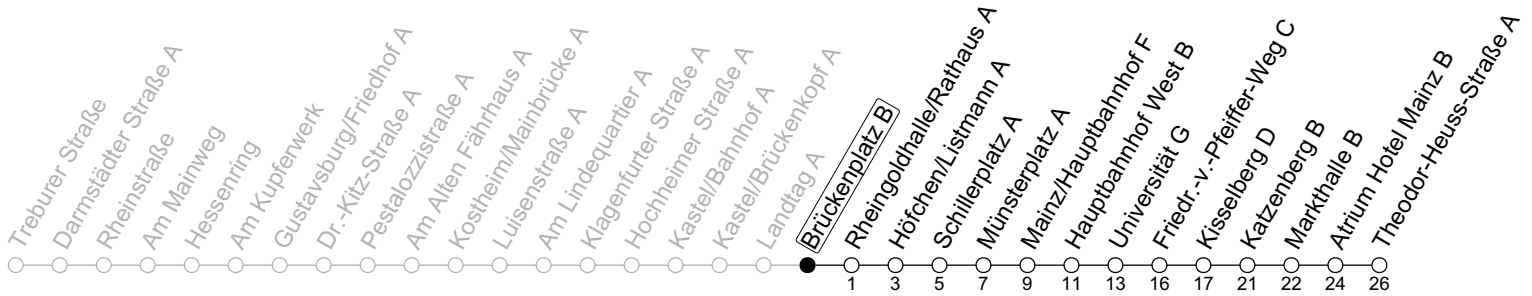 Treburer Straße
Darmstädter Straße A
Rheinstraße
Am Mainweg
Hessenring
Am Kupferwerk
Gustavsburg/Friedhof A
Dr.-Kitz-Straße A
Pestalozzistraße A
Am Alten Fährhaus A
Kostheim/Mainbrücke A
Luisenstraße A
Am Lindequartier A
Klagenfurter Straße A
Hochheimer Straße A
Kastel/Bahnhof A
Kastel/Brückenkopf A
Landtag A
Brückenplatz B
Rheingoldhalle/Rathaus A
Höfchen/Listmann A
Schillerplatz A
Münsterplatz A
Mainz/Hauptbahnhof F
Hauptbahnhof West B
Universität G
Friedr.-v.-Pfeiffer-Weg C
Kisselberg D
Katzenberg B
Markthalle B
Atrium Hotel Mainz B
Theodor-Heuss-Straße A
1 3 5 7 9 11 13 16 17 21 22 24 26